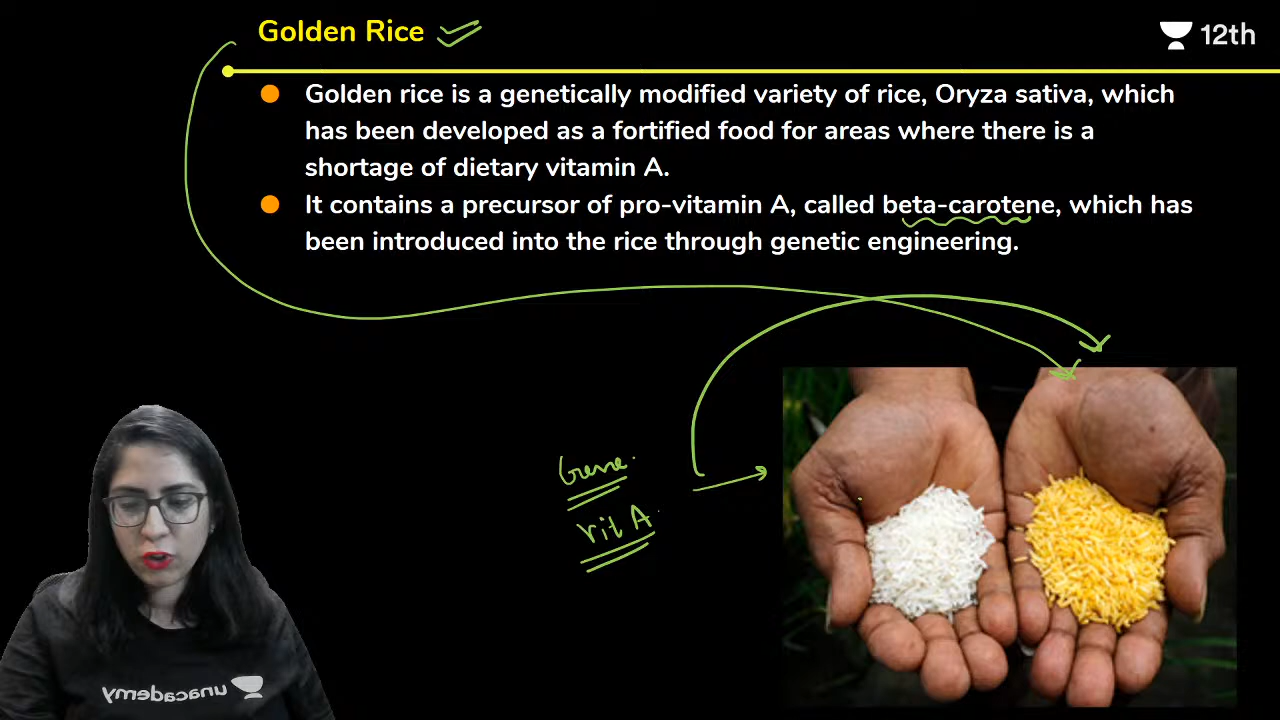 Golden Rice
12th
Golden rice is a genetically modified variety of rice, Oryza sativa, which
has been developed as a fortified food for areas where there is a
shortage of dietary vitamin A.
It contains a precursor of pro-vitamin A, called beta-carotene, which has
been introduced into the rice through genetic engineering.
Gene.
vit A.
unacademy